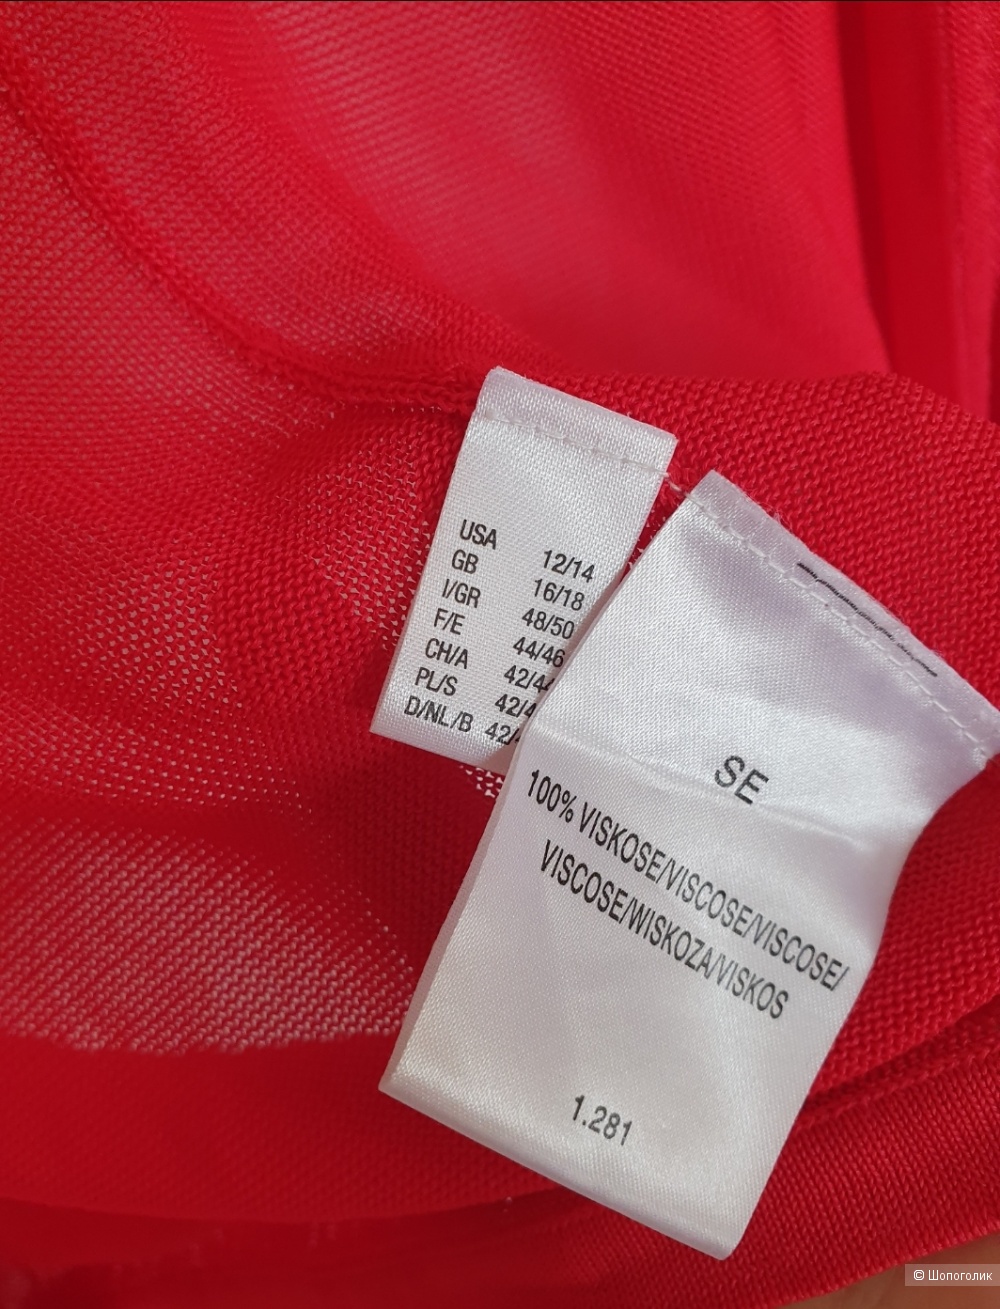 USA 12/14
GB 16/18
I/GR 48/50
F/E 44/46
CH/A 42/44
PL/S
D/NL/B
SE
100% VISKOSE/VISCOSE/VISCOSE/
VISCOSE/WISKOZA/VISKOS
1.281
© Шопоголик